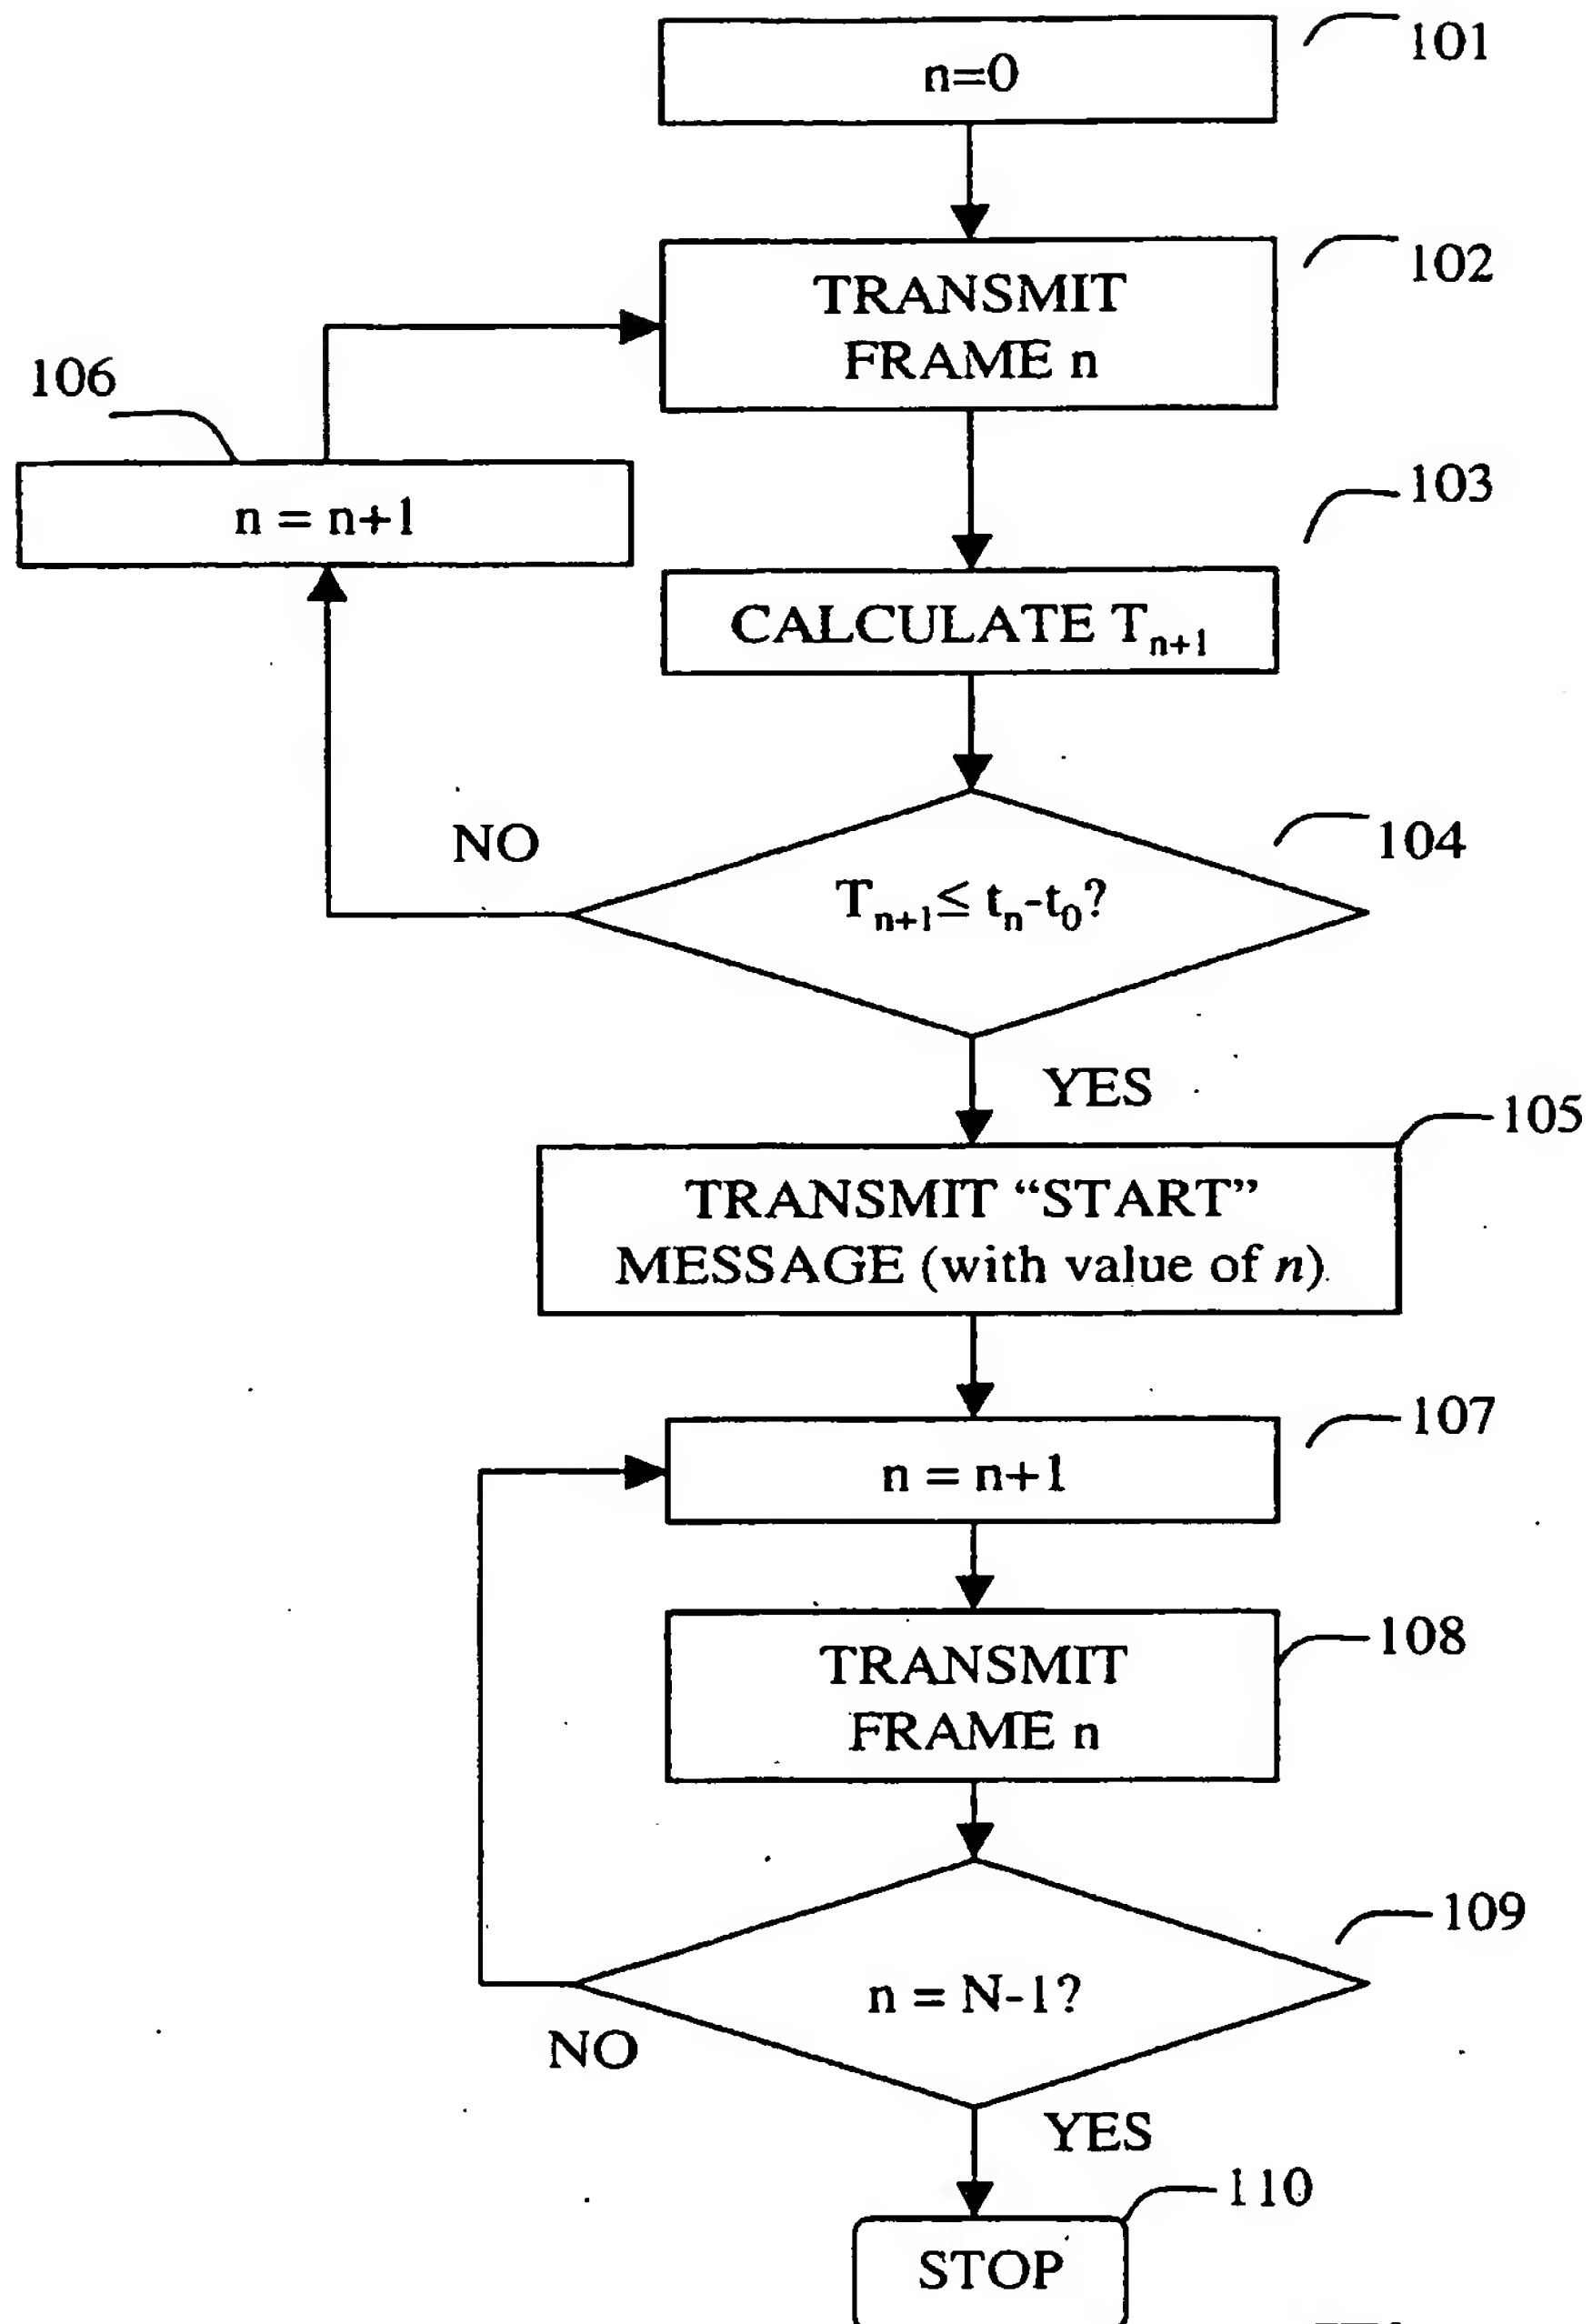 n=0
101
TRANSMIT
FRAME n
102
106
n = n+1
103
CALCULATE Tn+1
NO
104
Tn+1≤ tn-t0?
YES
105
TRANSMIT “START”
MESSAGE (with value of n)
107
n = n+1
108
TRANSMIT
FRAME n
109
n = N-1?
NO
YES
110
STOP